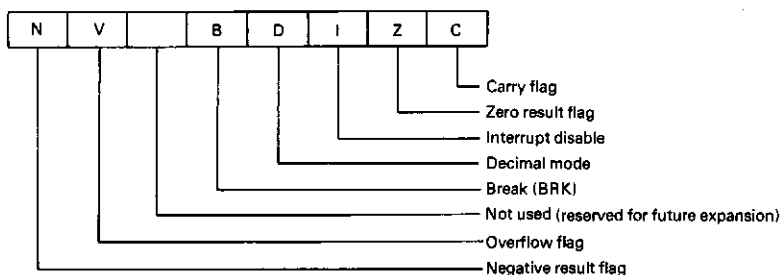 N V B D I Z C
Carry flag
Zero result flag
Interrupt disable
Decimal mode
Break (BRK)
Not used (reserved for future expansion)
Overflow flag
Negative result flag